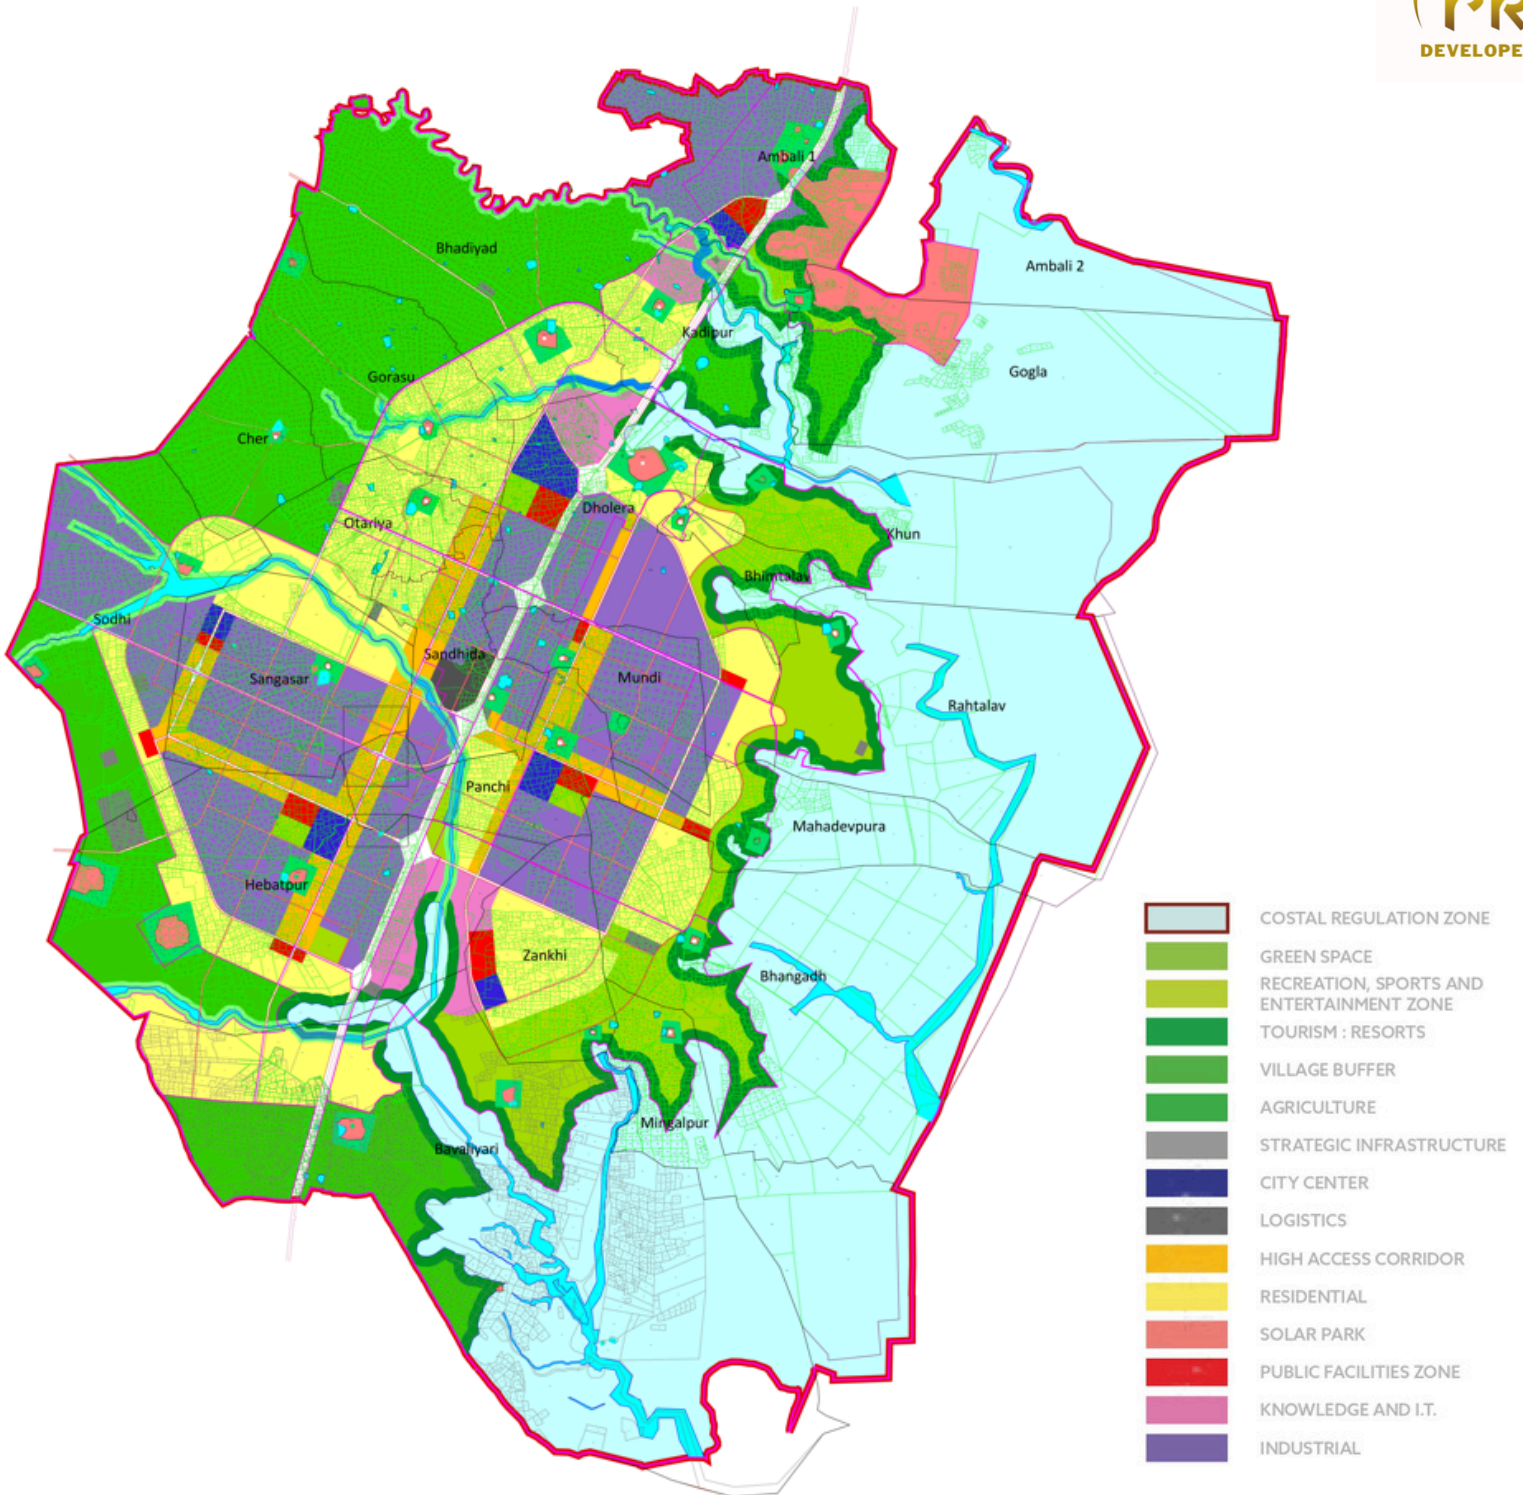 DEVELOPE
Ambali 1
Bhadiyad
Ambali 2
Kadipur
Gorasu
Gogla
Cher
Otariya
Dholera
Khun
Bhimtalav
Sodhi
Sandhida
Sangasar
Mundi
Rahtalav
Panchi
Mahadevpura
Hebatpur
Zankhi
Bhangadh
Mingalpur
Bavaliyari
COSTAL REGULATION ZONE
GREEN SPACE
RECREATION, SPORTS AND
ENTERTAINMENT ZONE
TOURISM : RESORTS
VILLAGE BUFFER
AGRICULTURE
STRATEGIC INFRASTRUCTURE
CITY CENTER
LOGISTICS
HIGH ACCESS CORRIDOR
RESIDENTIAL
SOLAR PARK
PUBLIC FACILITIES ZONE
KNOWLEDGE AND I.T.
INDUSTRIAL